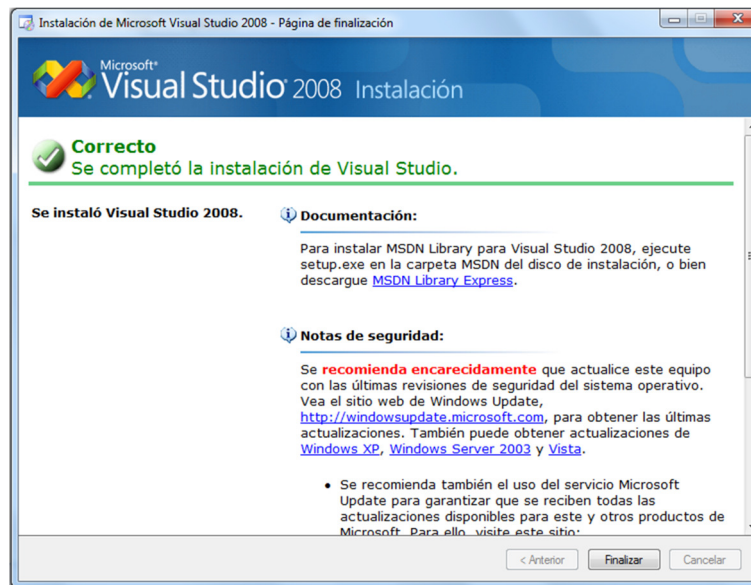 Instalación de Microsoft Visual Studio 2008 - Página de finalización
Microsoft®
Visual Studio® 2008 Instalación
Correcto
Se completó la instalación de Visual Studio.
Se instaló Visual Studio 2008.
Documentación:
Para instalar MSDN Library para Visual Studio 2008, ejecute
setup.exe en la carpeta MSDN del disco de instalación, o bien
descargue MSDN Library Express.
Notas de seguridad:
Se recomienda encarecidamente que actualice este equipo
con las últimas revisiones de seguridad del sistema operativo.
Vea el sitio web de Windows Update,
http://windowsupdate.microsoft.com, para obtener las últimas
actualizaciones. También puede obtener actualizaciones de
Windows XP, Windows Server 2003 y Vista.
• Se recomienda también el uso del servicio Microsoft
Update para garantizar que se reciben todas las
actualizaciones disponibles para este y otros productos de
Microsoft. Para ello, visite este sitio:
< Anterior
Finalizar
Cancelar